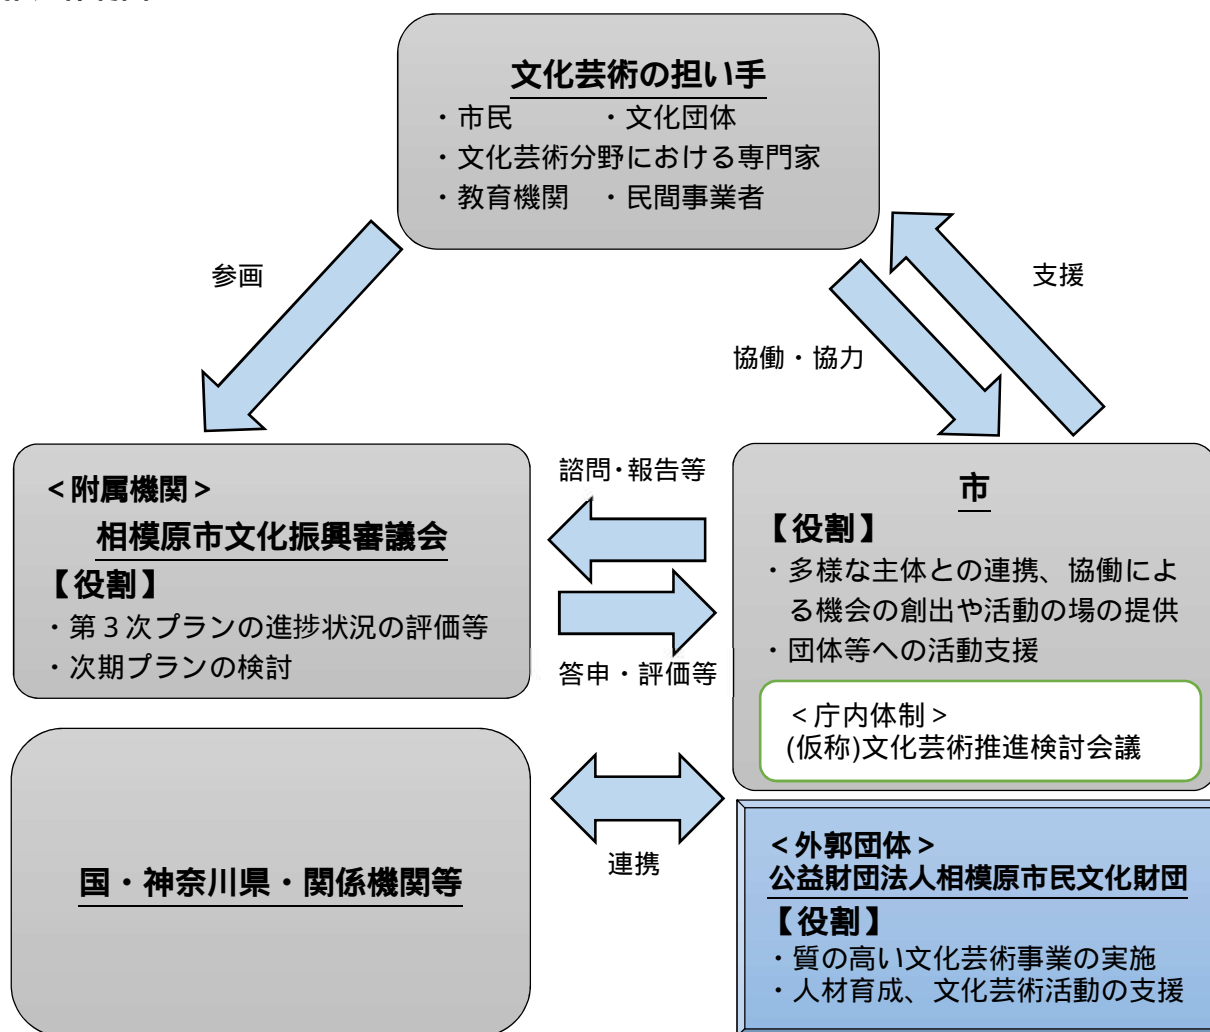 文化芸術の担い手
・市民　　　・文化団体
・文化芸術分野における専門家
・教育機関　・民間事業者
参画
支援
協働・協力
＜附属機関＞
相模原市文化振興審議会
【役割】
・第３次プランの進捗状況の評価等
・次期プランの検討
諮問・報告等
答申・評価等
市
【役割】
・多様な主体との連携、協働によ
る機会の創出や活動の場の提供
・団体等への活動支援
＜庁内体制＞
(仮称)文化芸術推進検討会議
国・神奈川県・関係機関等
連携
＜外郭団体＞
公益財団法人相模原市民文化財団
【役割】
・質の高い文化芸術事業の実施
・人材育成、文化芸術活動の支援